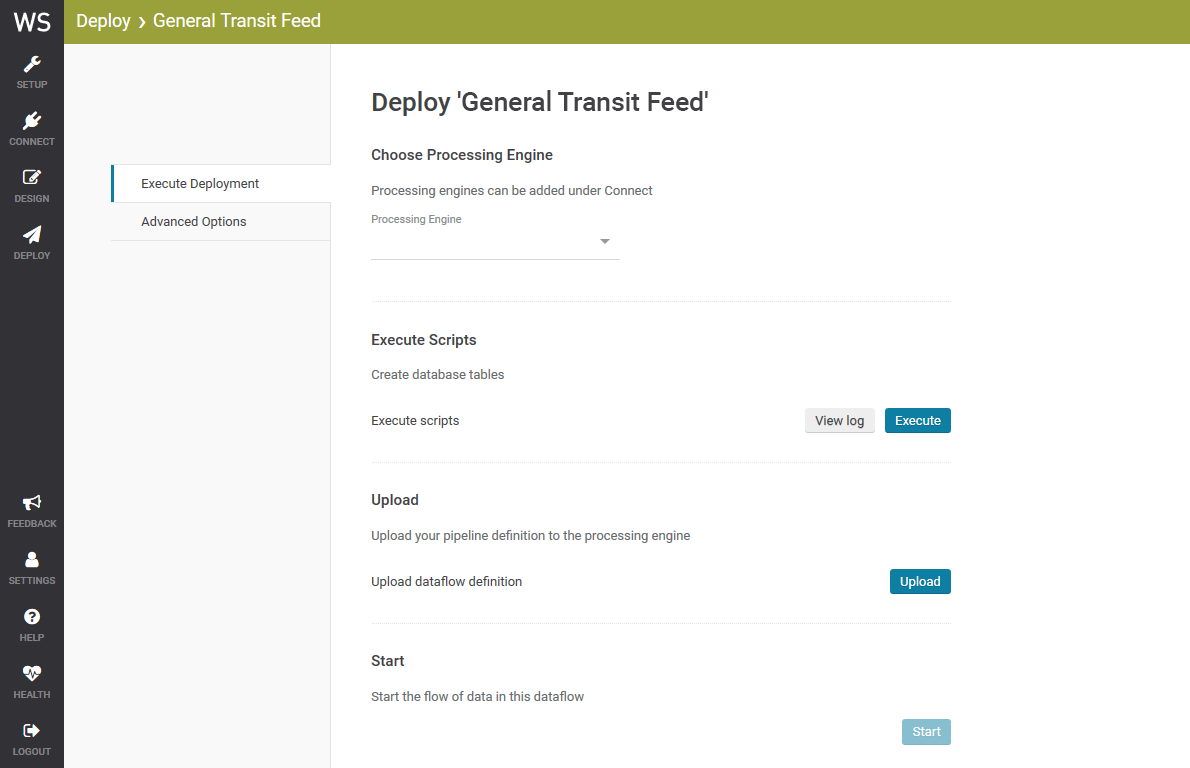 WS
Deploy › General Transit Feed
SETUP
CONNECT
DESIGN
DEPLOY
FEEDBACK
SETTINGS
HELP
HEALTH
LOGOUT
Execute Deployment
Advanced Options
Deploy 'General Transit Feed'
Choose Processing Engine
Processing engines can be added under Connect
Processing Engine
Execute Scripts
Create database tables
Execute scripts View log Execute
Upload
Upload your pipeline definition to the processing engine
Upload dataflow definition Upload
Start
Start the flow of data in this dataflow
Start